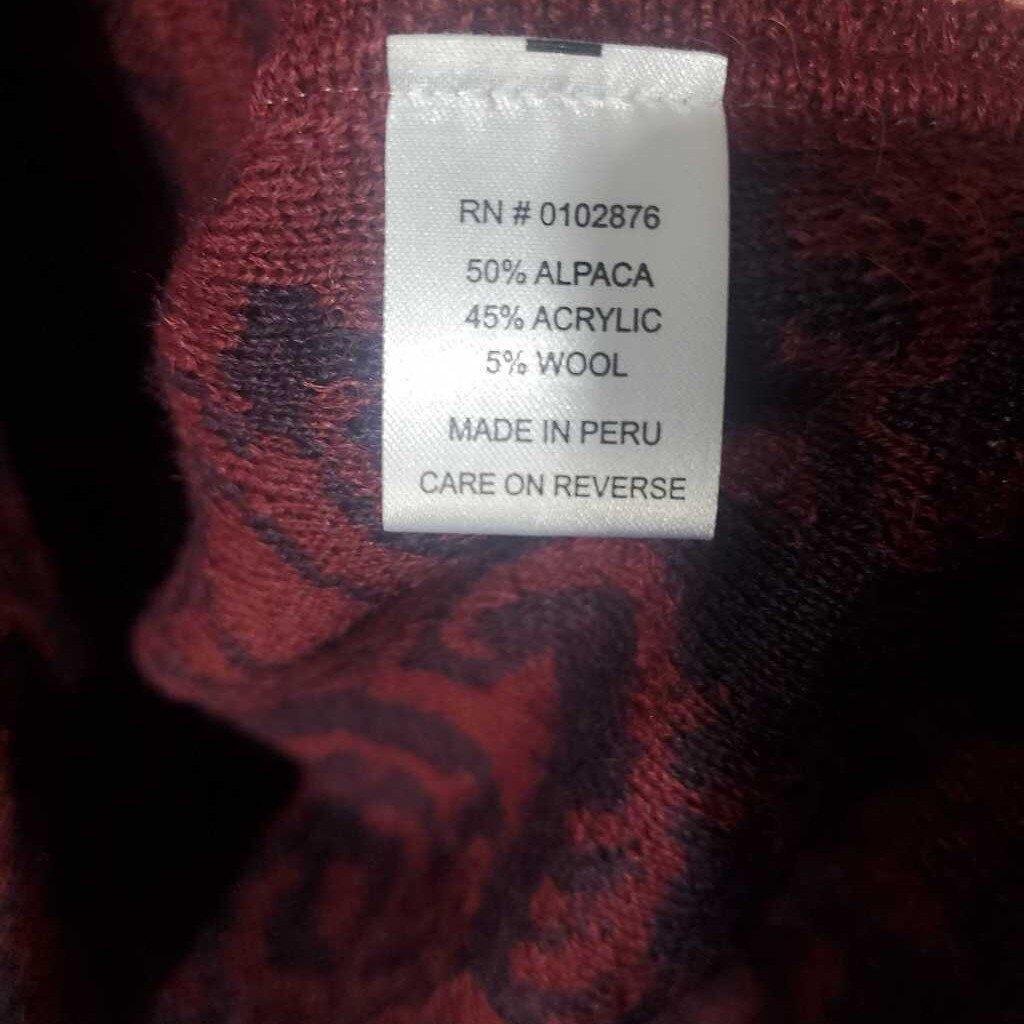 RN # 0102876
50% ALPACA
45% ACRYLIC
5% WOOL
MADE IN PERU
CARE ON REVERSE